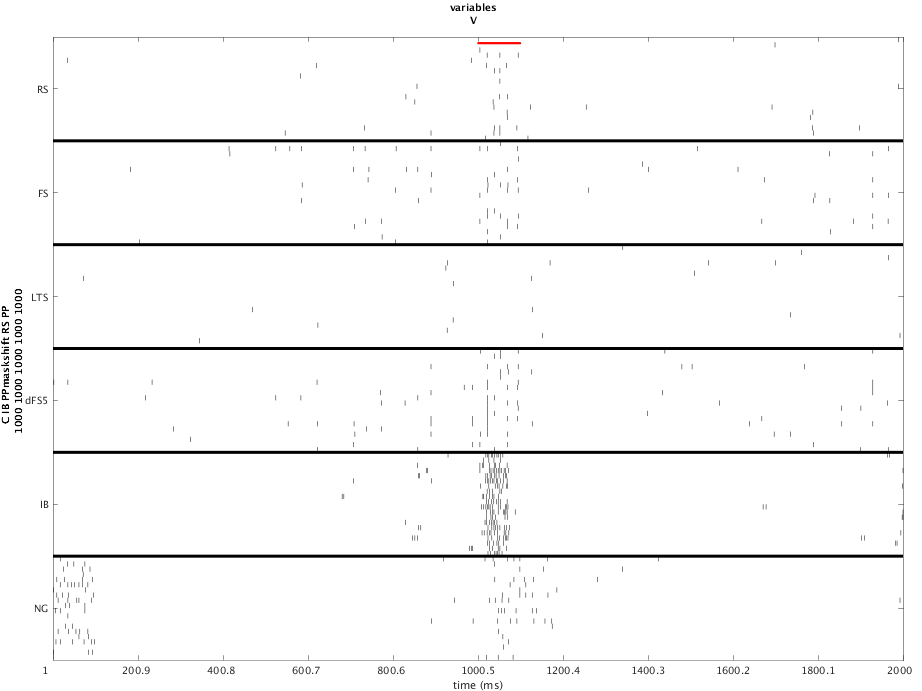 variables
V
RS
FS
LTS
dFS5
IB
NG
C IB PPmaskshift RS PP
1000 1000 1000 1000 1000
1 200.9 400.8 600.7 800.6 1000.5 1200.4 1400.3 1600.2 1800.1 2000
time (ms)